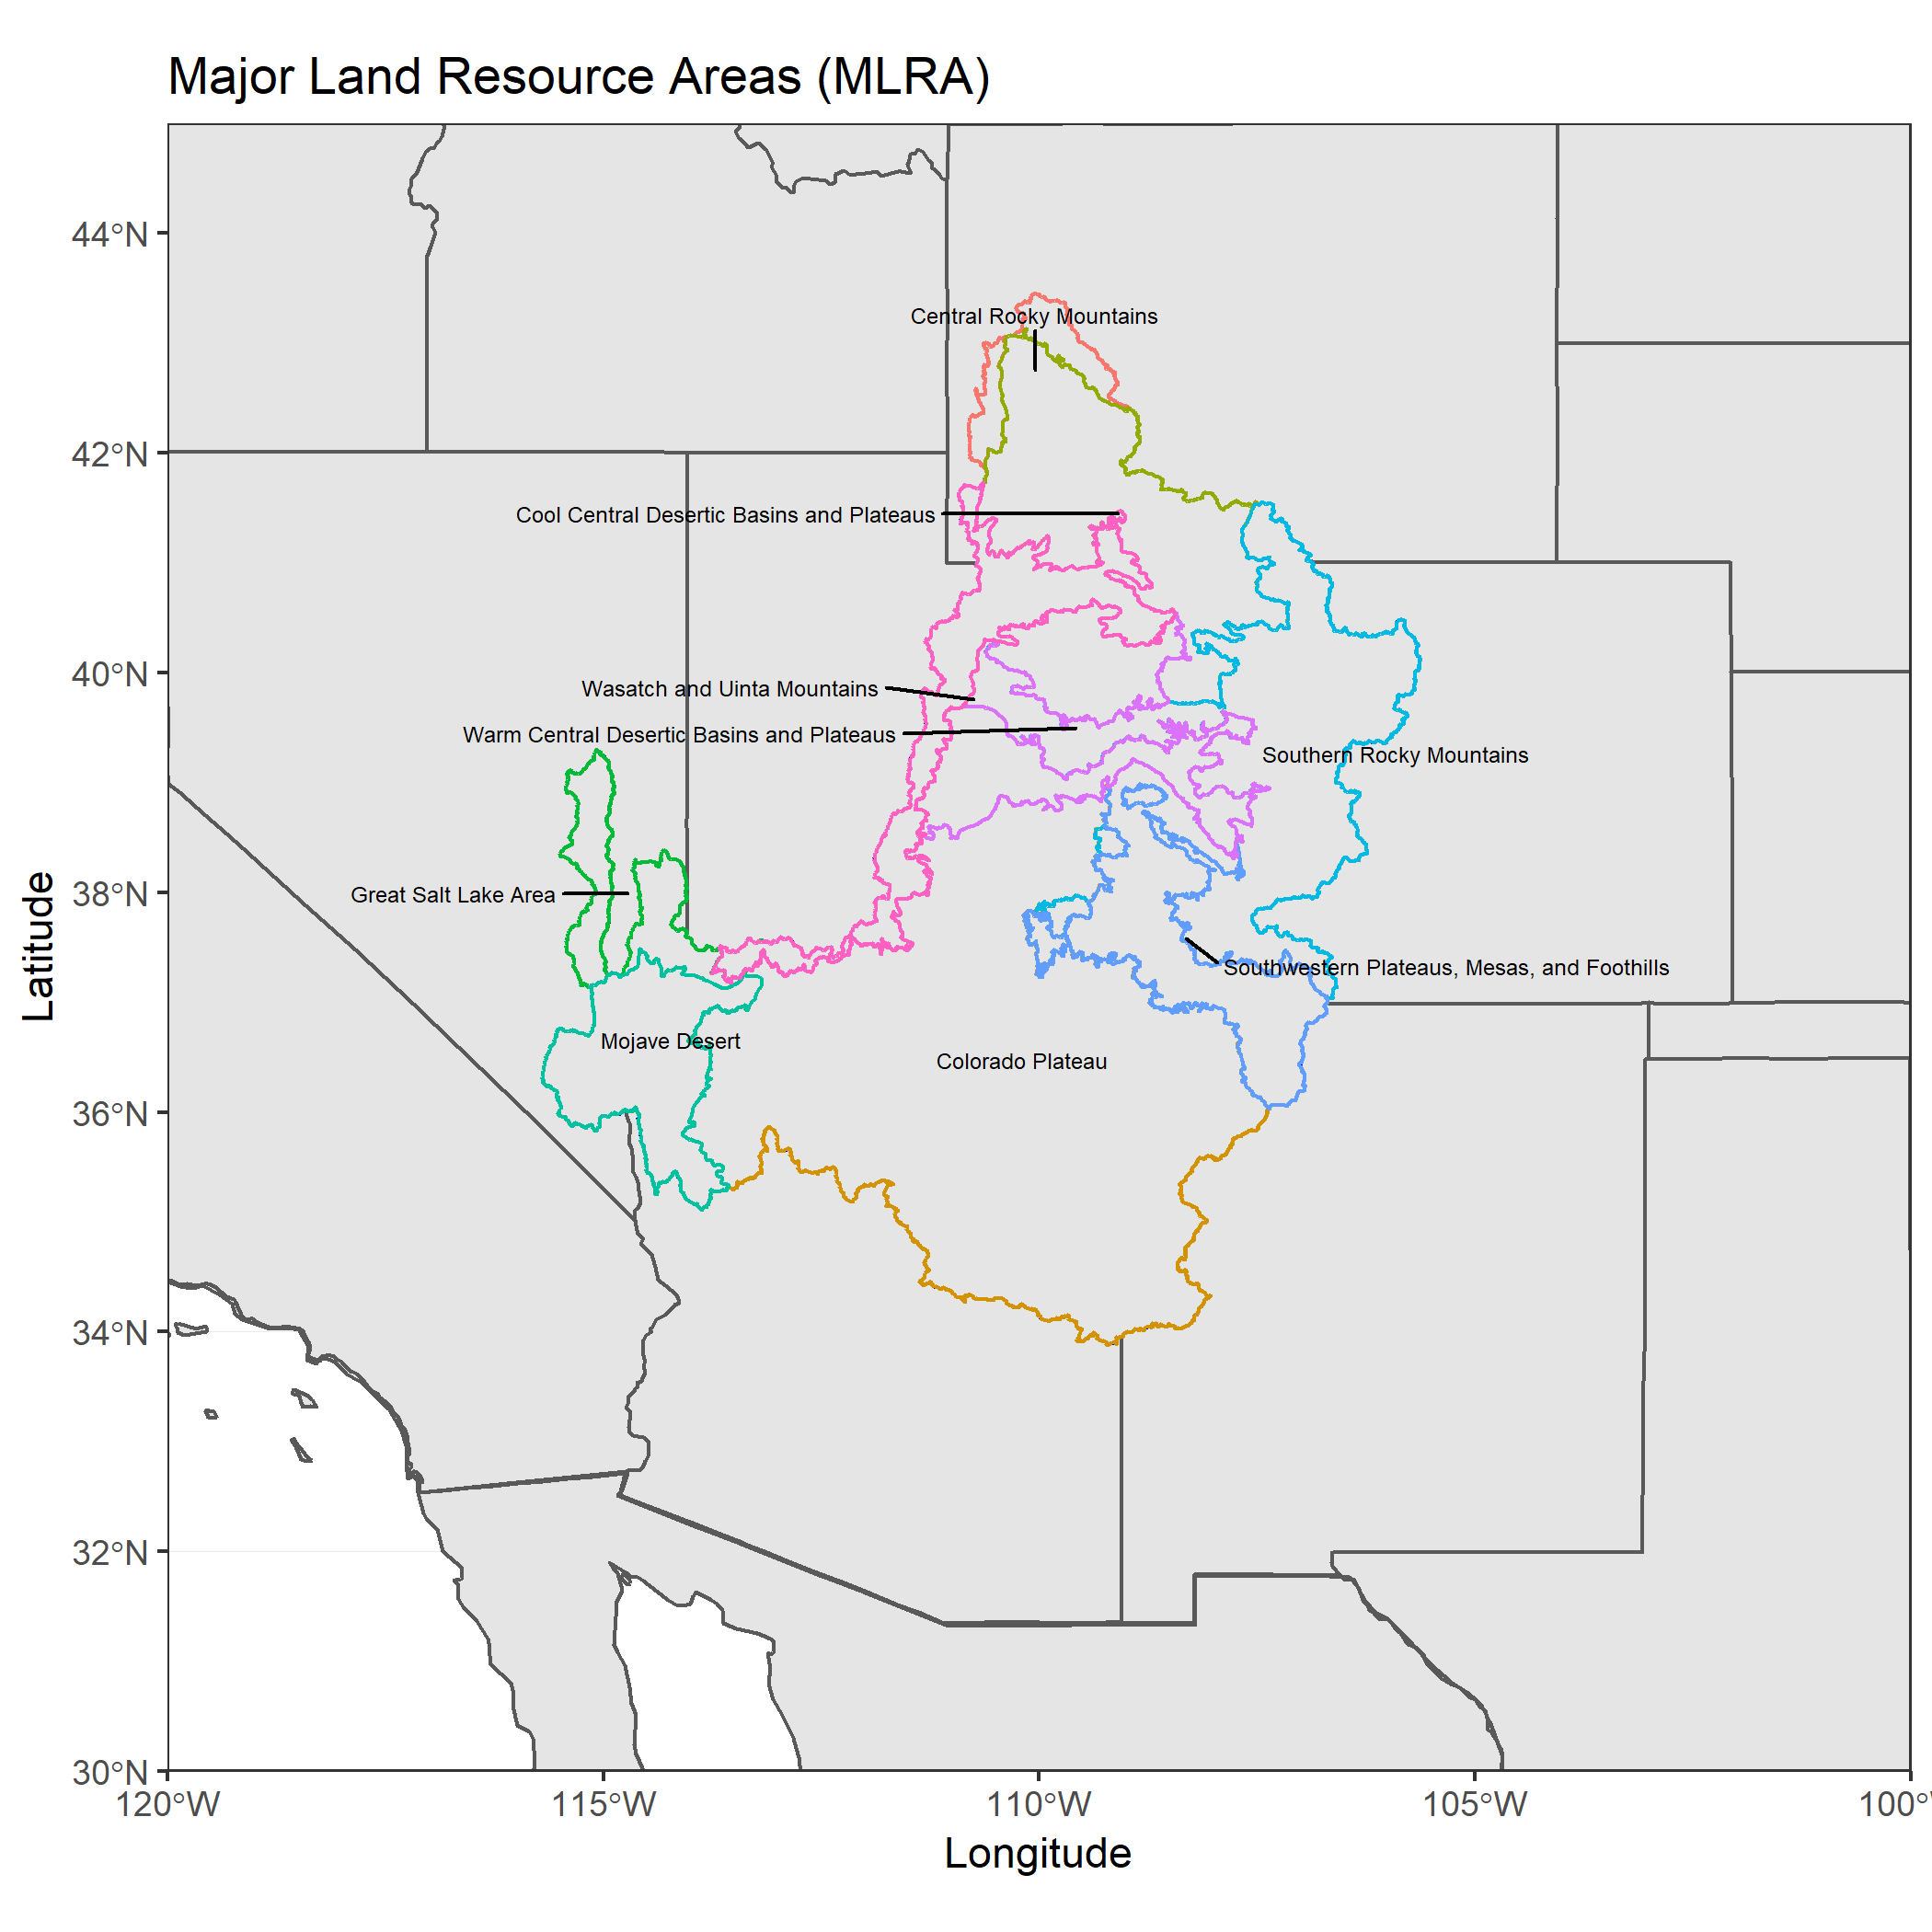 Major Land Resource Areas (MLRA)
44°N
Central Rocky Mountains
42°N
Cool Central Desertic Basins and Plateaus
40°N
Wasatch and Uinta Mountains
Warm Central Desertic Basins and Plateaus
Southern Rocky Mountains
38°N
Great Salt Lake Area
Southwestern Plateaus, Mesas, and Foothills
Mojave Desert
Colorado Plateau
36°N
34°N
32°N
30°N
120°W
115°W
110°W
105°W
100°
Longitude
Latitude